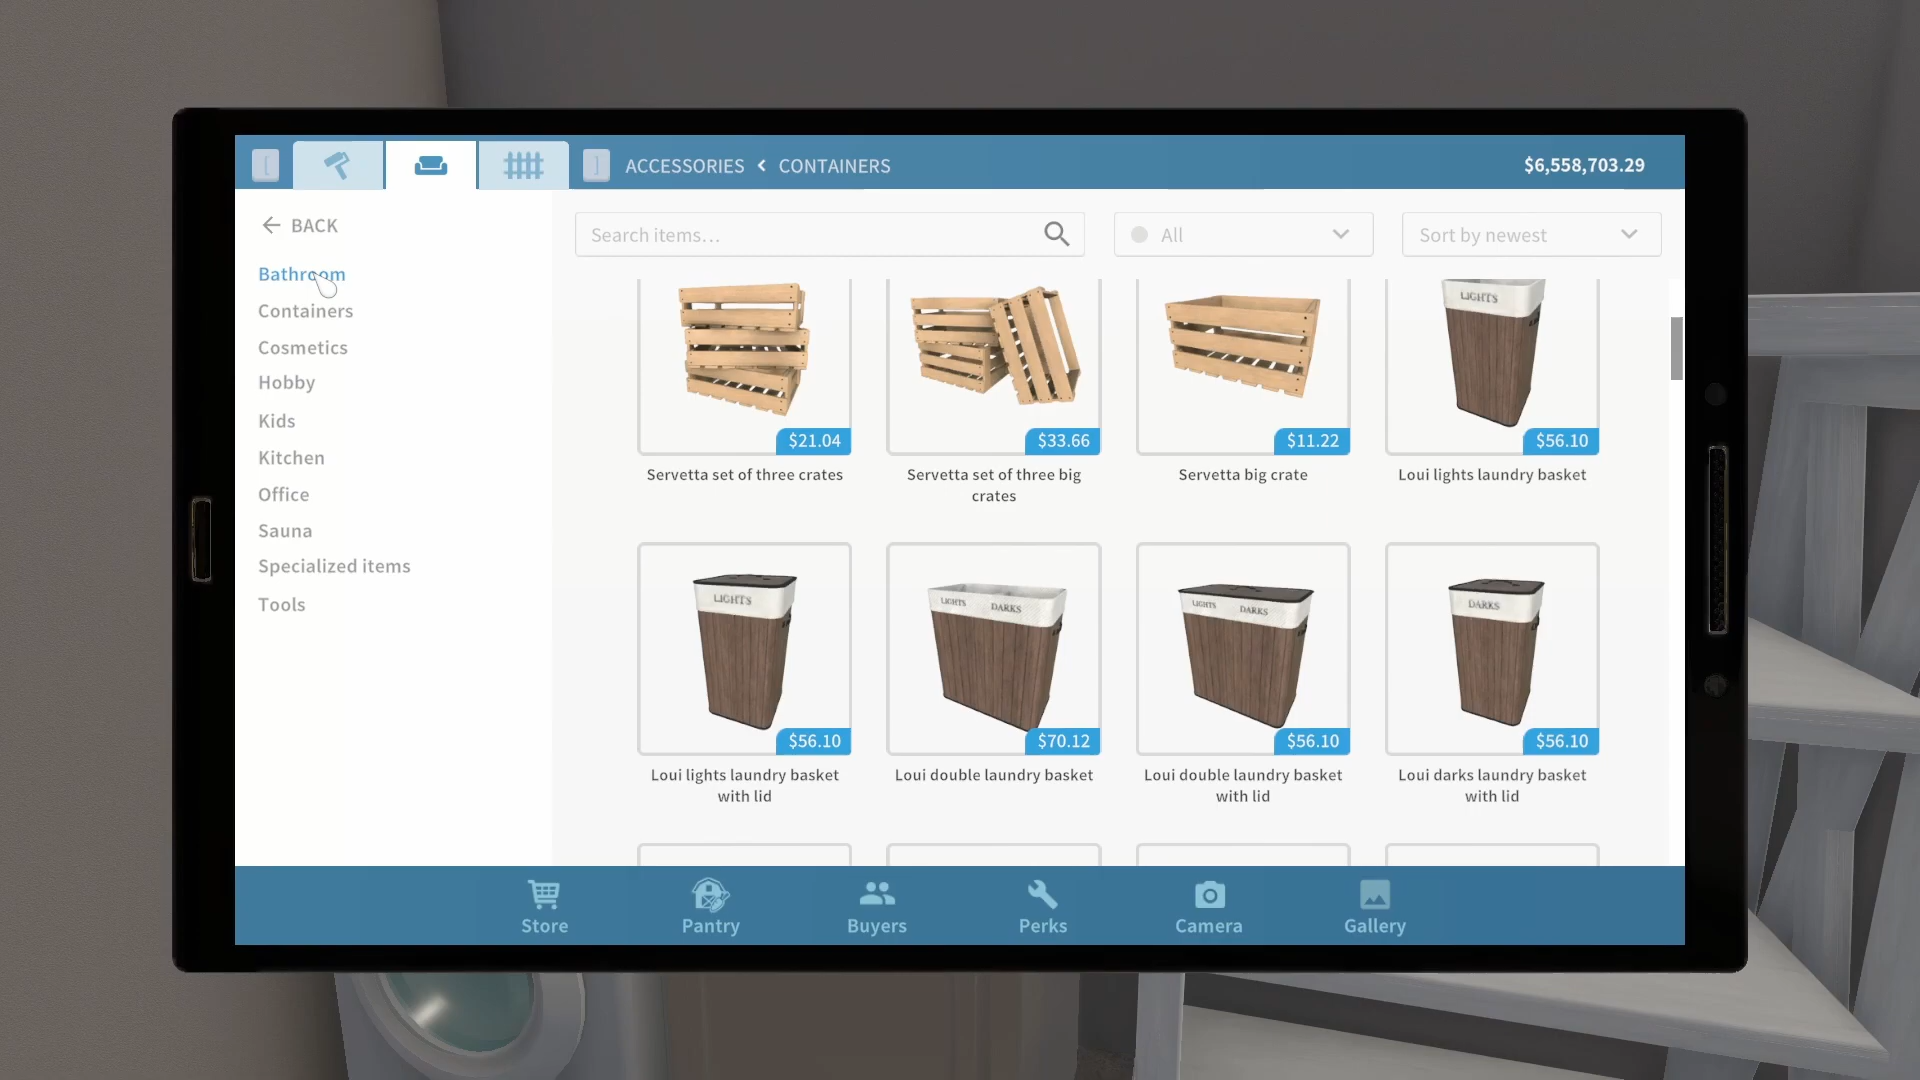 [
]
ACCESSORIES < CONTAINERS
$6,558,703.29
BACK
Search items...
All
Sort by newest
Bathroom
Containers
Cosmetics
Hobby
Kids
Kitchen
Office
Sauna
Specialized items
Tools
LIGHTS
$21.04
$33.66
$11.22
$56.10
Servetta set of three crates
Servetta set of three big
crates
Servetta big crate
Loui lights laundry basket
LIGHTS
LIGHTS DARKS
LIGHTS DARKS
DARKS
$56.10
$70.12
$56.10
$56.10
Loui lights laundry basket
with lid
Loui double laundry basket
Loui double laundry basket
with lid
Loui darks laundry basket
with lid
Store
Pantry
Buyers
Perks
Camera
Gallery